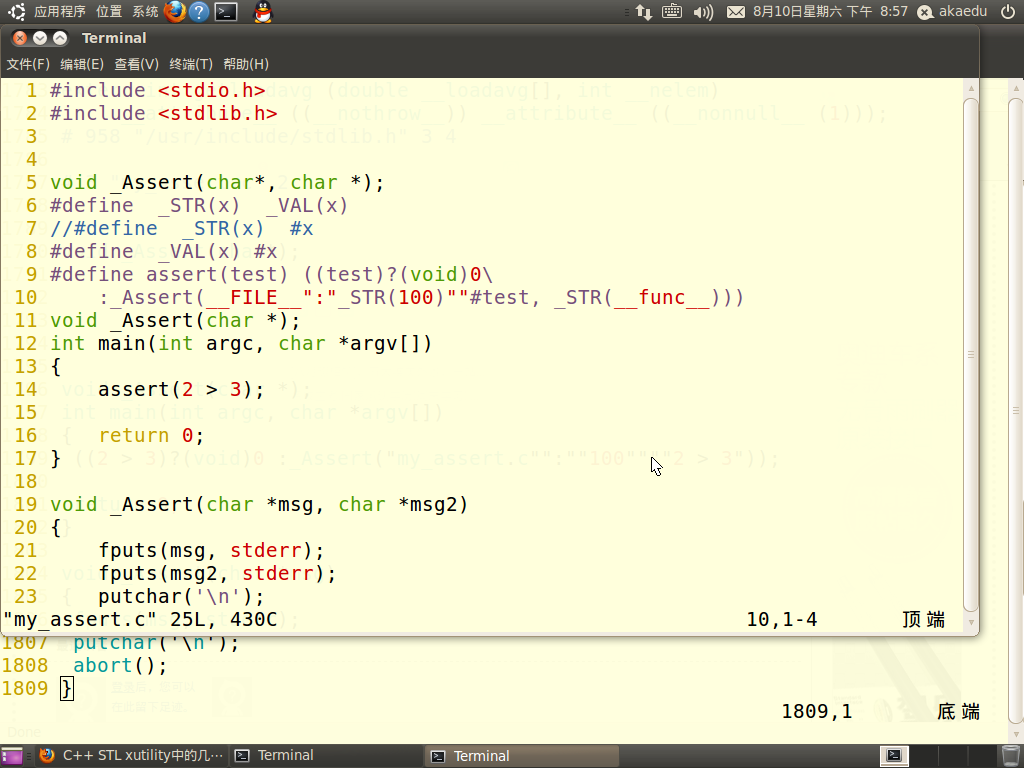 应用程序 位置 系统 8月10日星期六 下午 8:57 akaedu
Terminal
文件(F) 编辑(E) 查看(V) 终端(T) 帮助(H)
1 #include <stdio.h>
2 #include <stdlib.h>
3
4
5 void _Assert(char*, char *);
6 #define  _STR(x)  _VAL(x)
7 //#define  _STR(x)  #x
8 #define  _VAL(x) #x
9 #define assert(test) ((test)?(void)0\
10     :_Assert(__FILE__":"_STR(100)""#test, _STR(__func__)))
11 void _Assert(char *);
12 int main(int argc, char *argv[])
13 {
14     assert(2 > 3);
15
16     return 0;
17 }
18
19 void _Assert(char *msg, char *msg2)
20 {
21     fputs(msg, stderr);
22     fputs(msg2, stderr);
23     putchar('\n');
"my_assert.c" 25L, 430C 10,1-4 顶端
1807  putchar('\n');
1808  abort();
1809 }
1809,1 底端
C++ STL xutility中的几… Terminal Terminal